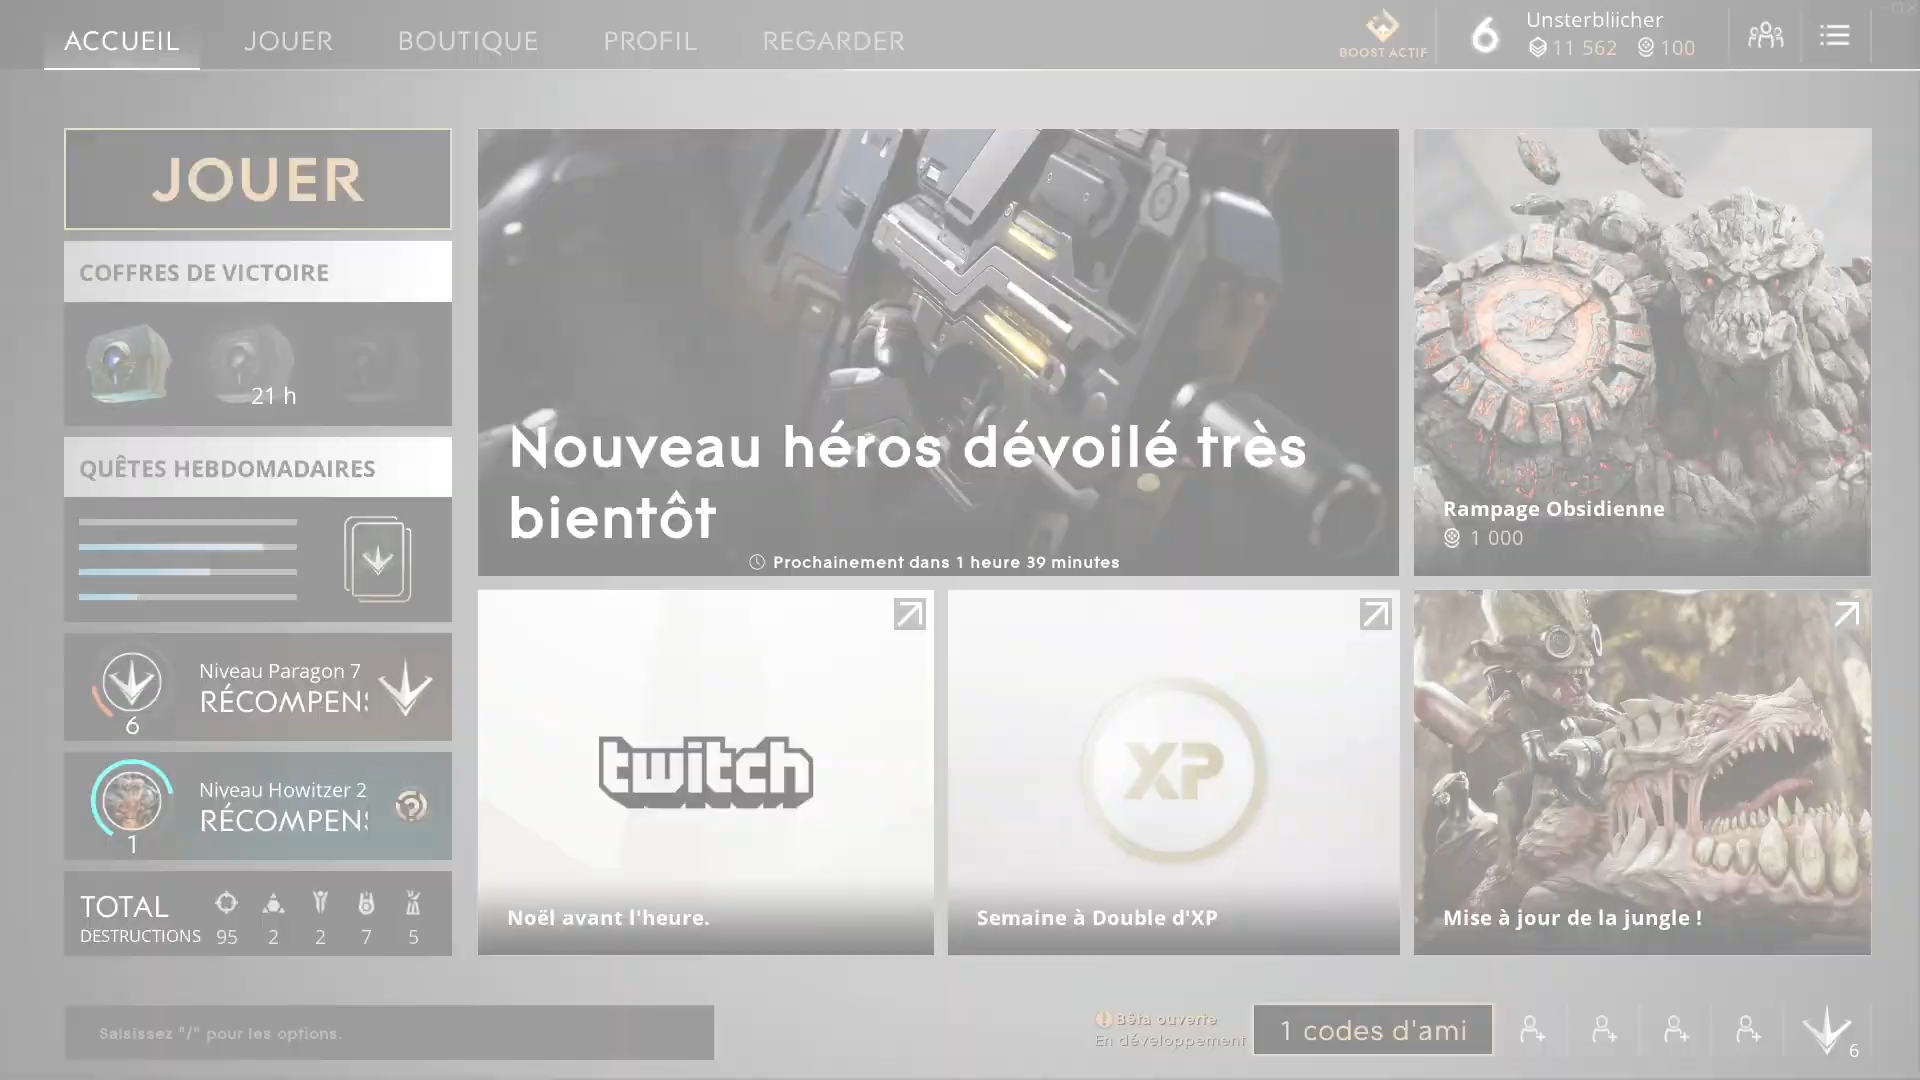 ACCUEIL JOUER BOUTIQUE PROFIL REGARDER
BOOST ACTIF
6
Unsterbliicher
11 562 100
JOUER
COFFRES DE VICTOIRE
21 h
QUÊTES HEBDOMADAIRES
Niveau Paragon 7
6
Niveau Howitzer 2
1
TOTAL
DESTRUCTIONS 95 2 2 7 5
Nouveau héros dévoilé très
bientôt
Prochainement dans 1 heure 39 minutes
Rampage Obsidienne
1 000
twitch
Noël avant l'heure.
XP
Semaine à Double d'XP
Mise à jour de la jungle !
Saisissez "/" pour les options.
Bêta ouverte
En développement
1 codes d'ami
6